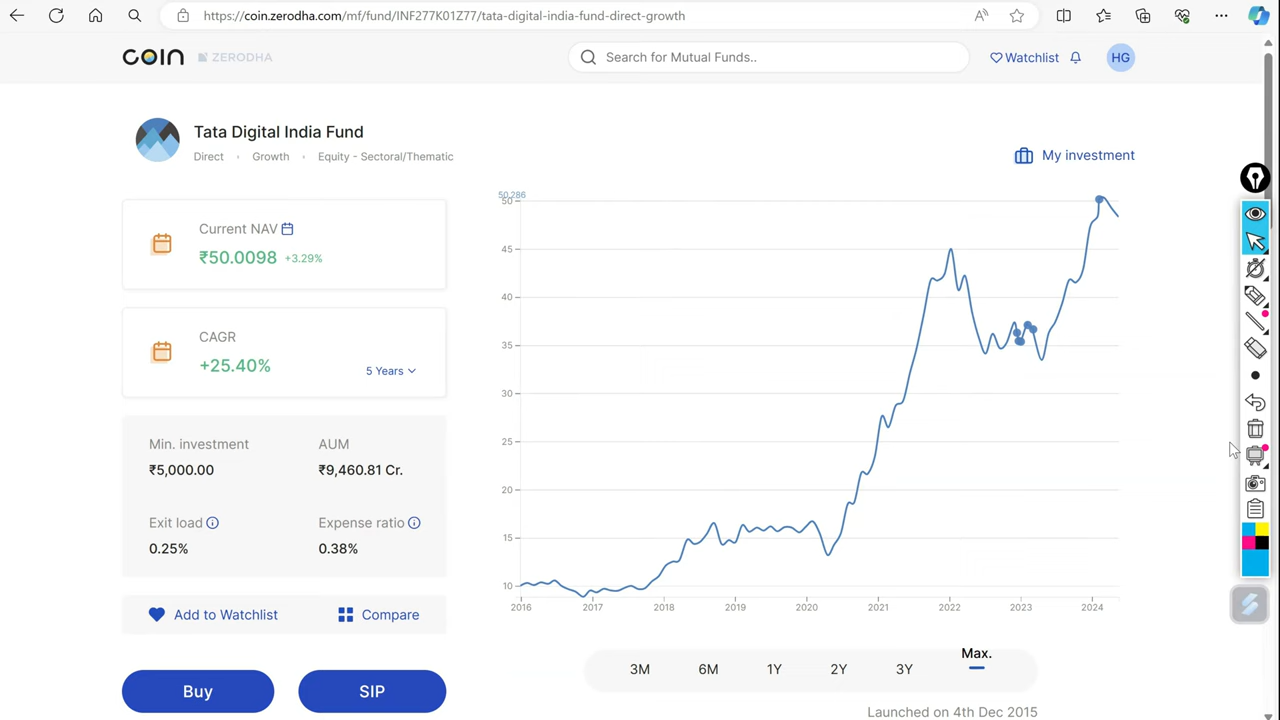 https://coin.zerodha.com/mf/fund/INF277K01Z77/tata-digital-india-fund-direct-growth
COIN ZERODHA
Search for Mutual Funds..
Watchlist
HG
Tata Digital India Fund
Direct Growth Equity - Sectoral/Thematic
My investment
50.286
50
45
40
35
30
25
20
15
10
2016 2017 2018 2019 2020 2021 2022 2023 2024
Current NAV
₹50.0098 +3.29%
CAGR
+25.40% 5 Years
Min. investment AUM
₹5,000.00 ₹9,460.81 Cr.
Exit load Expense ratio
0.25% 0.38%
Add to Watchlist Compare
Buy SIP
3M 6M 1Y 2Y 3Y Max.
Launched on 4th Dec 2015